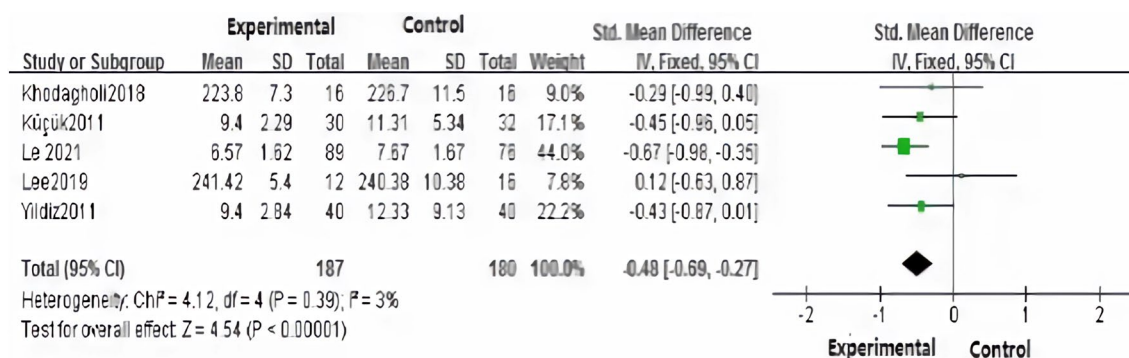 Experimental Control Std. Mean Difference Std. Mean Difference
Study or Subgroup Mean SD Total Mean SD Total Weight IV, Fixed, 95% CI IV, Fixed, 95% CI
Khodagholi2018 223.8 7.3 16 226.7 11.5 16 9.0% -0.29 [-0.99, 0.40]
Küçük2011 9.4 2.29 30 11.31 5.34 32 17.1% -0.45 [-0.96, 0.05]
Le 2021 6.57 1.62 89 7.67 1.67 76 44.0% -0.67 [-0.98, -0.35]
Lee2019 241.42 5.4 12 240.38 10.38 16 7.8% 0.12 [-0.63, 0.87]
Yildiz2011 9.4 2.84 40 12.33 9.13 40 22.2% -0.43 [-0.87, 0.01]
Total (95% CI) 187 180 100.0% -0.48 [-0.69, -0.27]
Heterogeneity: Chi² = 4.12, df = 4 (P = 0.39); I² = 3%
Test for overall effect: Z = 4.54 (P < 0.00001)
-2 -1 0 1 2
Experimental Control